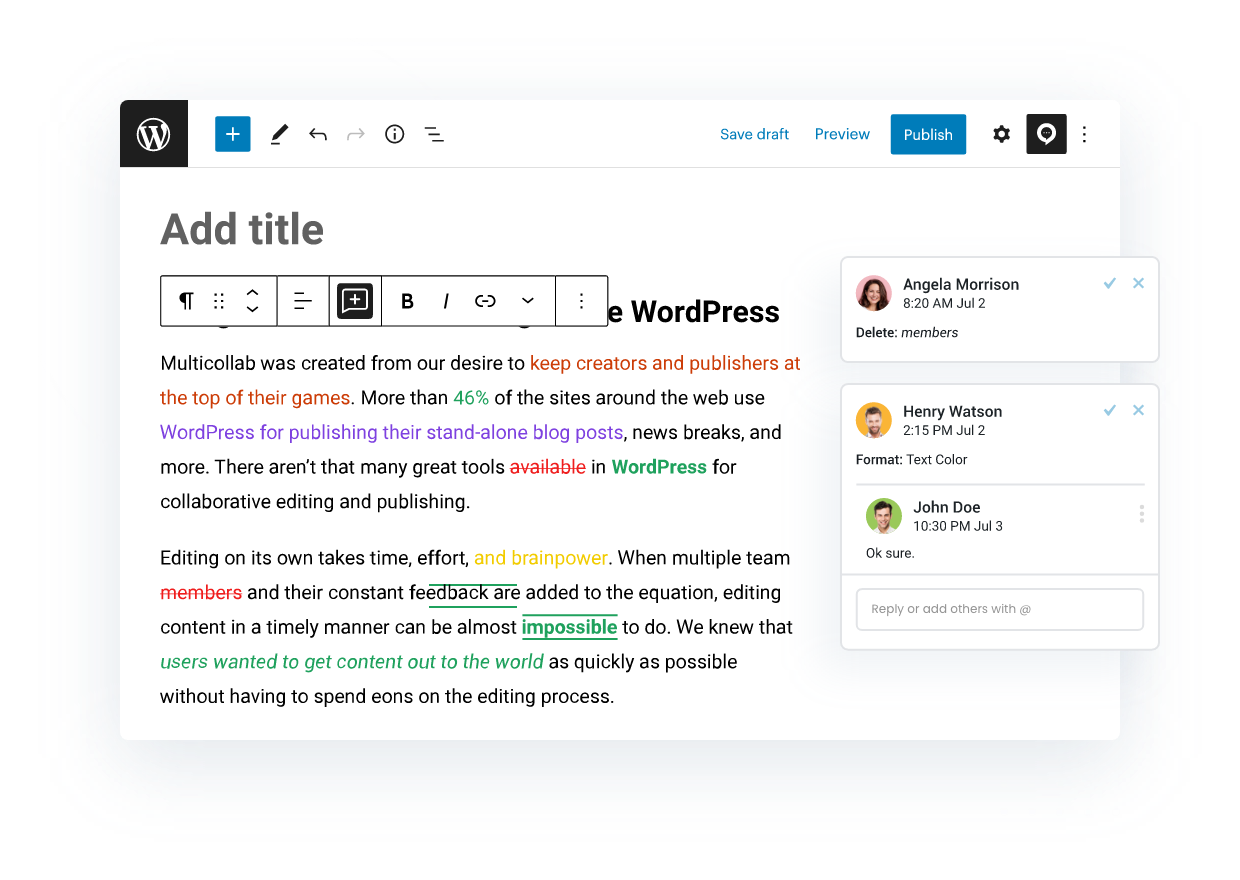 Save draft
Preview
Publish
Add title
B I
e WordPress
Multicollab was created from our desire to keep creators and publishers at
the top of their games. More than 46% of the sites around the web use
WordPress for publishing their stand-alone blog posts, news breaks, and
more. There aren’t that many great tools available in WordPress for
collaborative editing and publishing.
Editing on its own takes time, effort, and brainpower. When multiple team
members and their constant feedback are added to the equation, editing
content in a timely manner can be almost impossible to do. We knew that
users wanted to get content out to the world as quickly as possible
without having to spend eons on the editing process.
Angela Morrison
8:20 AM Jul 2
Delete: members
Henry Watson
2:15 PM Jul 2
Format: Text Color
John Doe
10:30 PM Jul 3
Ok sure.
Reply or add others with @